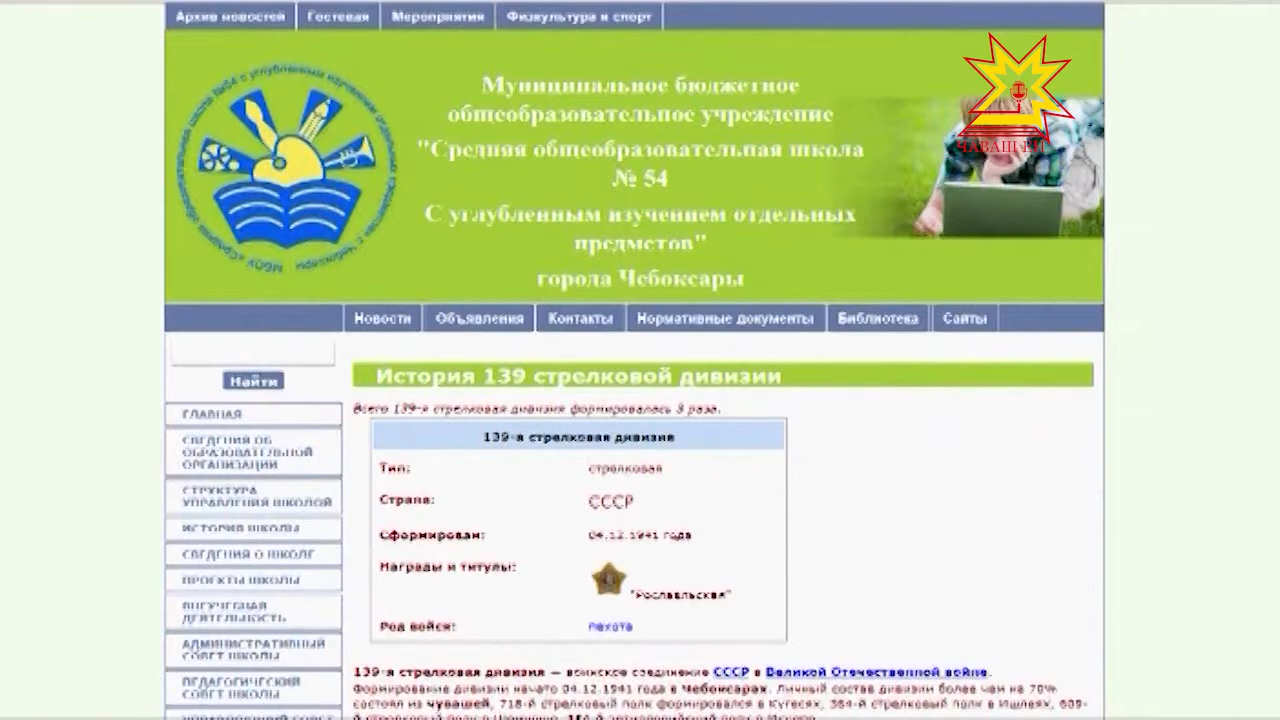 Архив новостей
Гостевая
Мероприятия
Физкультура и спорт
Муниципальное бюджетное
общеобразовательное учреждение
"Средняя общеобразовательная школа
№ 54
С углубленным изучением отдельных
предметов"
города Чебоксары
ЧĂВАШ ЕН
Новости
Объявления
Контакты
Нормативные документы
Библиотека
Сайты
Найти
ГЛАВНАЯ
СВЕДЕНИЯ ОБ
ОБРАЗОВАТЕЛЬНОЙ
ОРГАНИЗАЦИИ
СТРУКТУРА
УПРАВЛЕНИЯ ШКОЛОЙ
ИСТОРИЯ ШКОЛЫ
СВЕДЕНИЯ О ШКОЛЕ
ПРОЕКТЫ ШКОЛЫ
ВНЕУЧЕБНАЯ
ДЕЯТЕЛЬНОСТЬ
АДМИНИСТРАТИВНЫЙ
СОВЕТ ШКОЛЫ
ПЕДАГОГИЧЕСКИЙ
СОВЕТ ШКОЛЫ
История 139 стрелковой дивизии
Всего 139-я стрелковая дивизия формировалась 3 раза.
139-я стрелковая дивизия
Тип: стрелковая
Страна: СССР
Сформирован: 04.12.1941 года
Награды и титулы: "Рославльская"
Род войск: пехота
139-я стрелковая дивизия — воинское соединение СССР в Великой Отечественной войне.
Формирование дивизии начато 04.12.1941 года в Чебоксарах. Личный состав дивизии более чем на 70%
состоял из чувашей, 718-й стрелковый полк формировался в Кугесях, 364-й стрелковый полк в Ишлеях, 609-